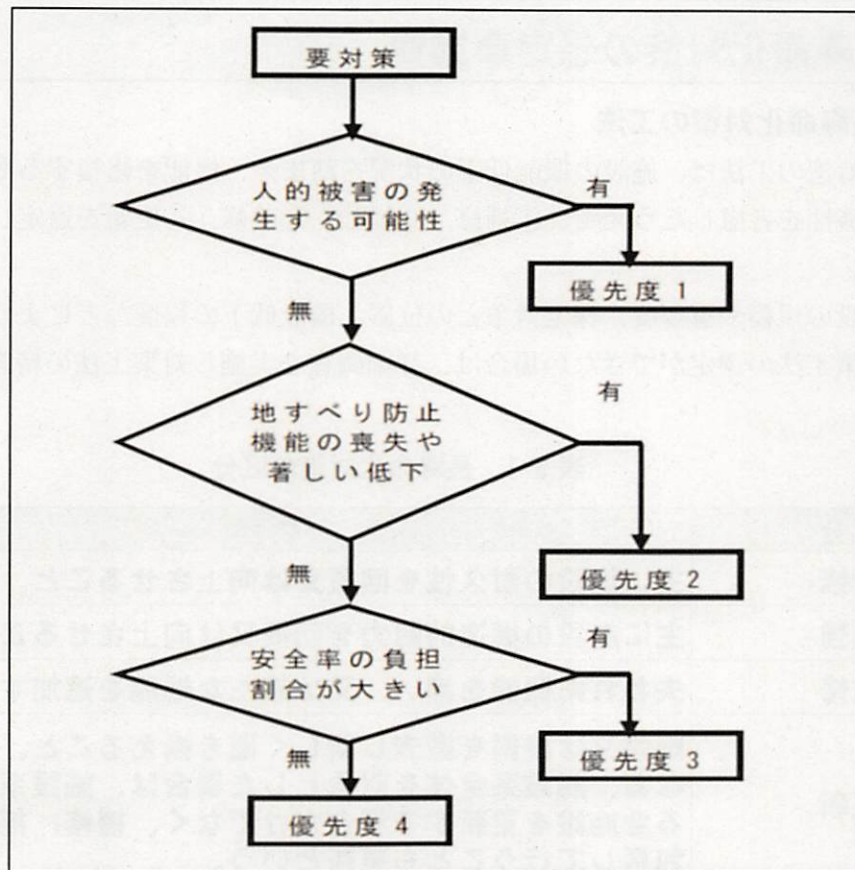 要対策
人的被害の発
生する可能性
有
優先度1
無
地すべり防止
機能の喪失や
著しい低下
有
優先度2
無
安全率の負担
割合が大きい
有
優先度3
無
優先度4